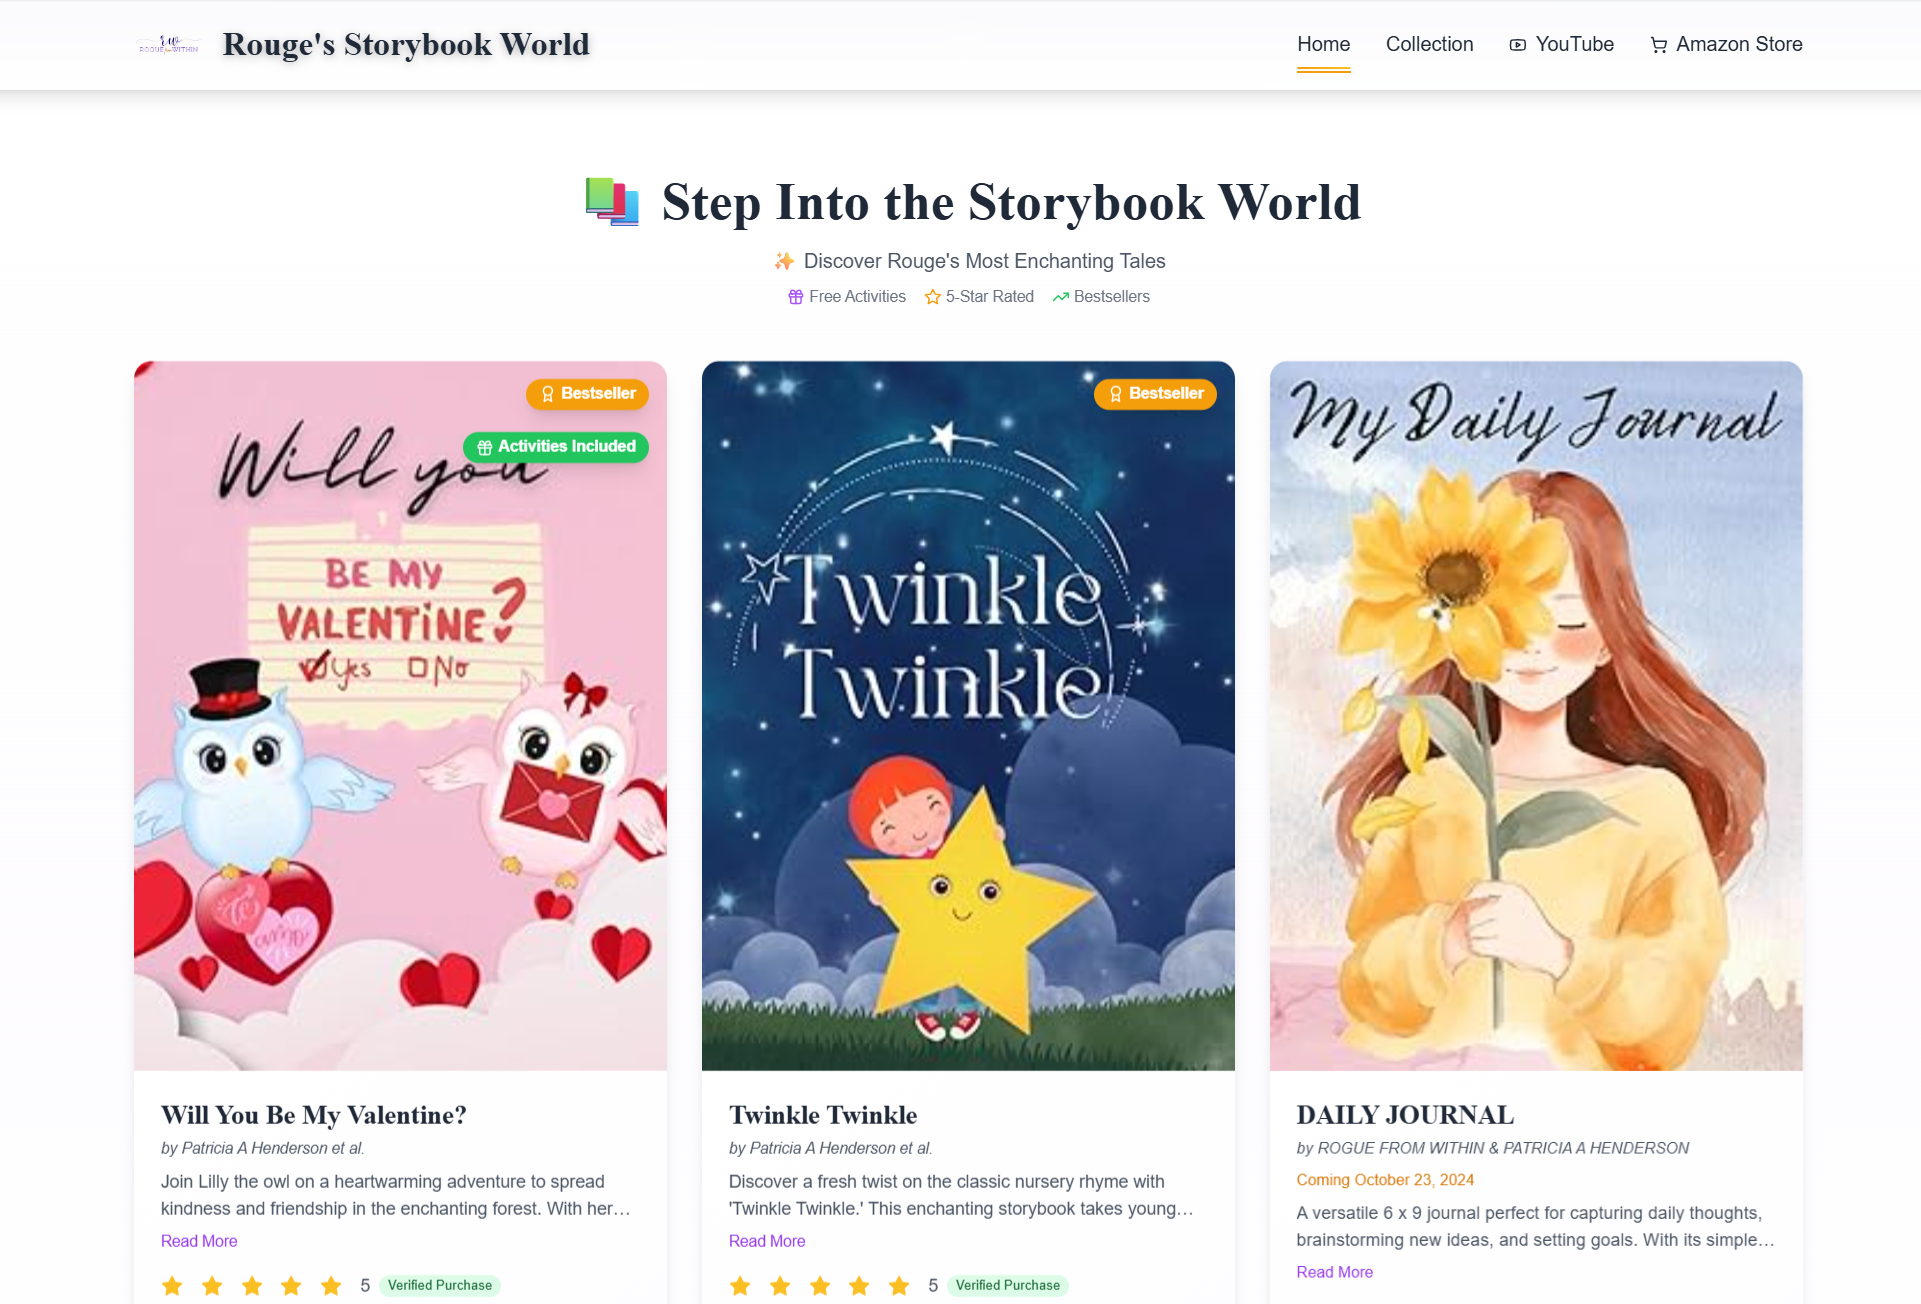 RW
ROGUE from WITHIN
Rouge's Storybook World
Home
Collection
YouTube
Amazon Store
Step Into the Storybook World
Discover Rouge's Most Enchanting Tales
Free Activities
5-Star Rated
Bestsellers
Bestseller
Activities Included
Will you
BE MY
VALENTINE?
Yes No
Bestseller
Twinkle
Twinkle
My Daily Journal
Will You Be My Valentine?
by Patricia A Henderson et al.
Join Lilly the owl on a heartwarming adventure to spread
kindness and friendship in the enchanting forest. With her…
Read More
5 Verified Purchase
Twinkle Twinkle
by Patricia A Henderson et al.
Discover a fresh twist on the classic nursery rhyme with
'Twinkle Twinkle.' This enchanting storybook takes young…
Read More
5 Verified Purchase
DAILY JOURNAL
by ROGUE FROM WITHIN & PATRICIA A HENDERSON
Coming October 23, 2024
A versatile 6 x 9 journal perfect for capturing daily thoughts,
brainstorming new ideas, and setting goals. With its simple…
Read More